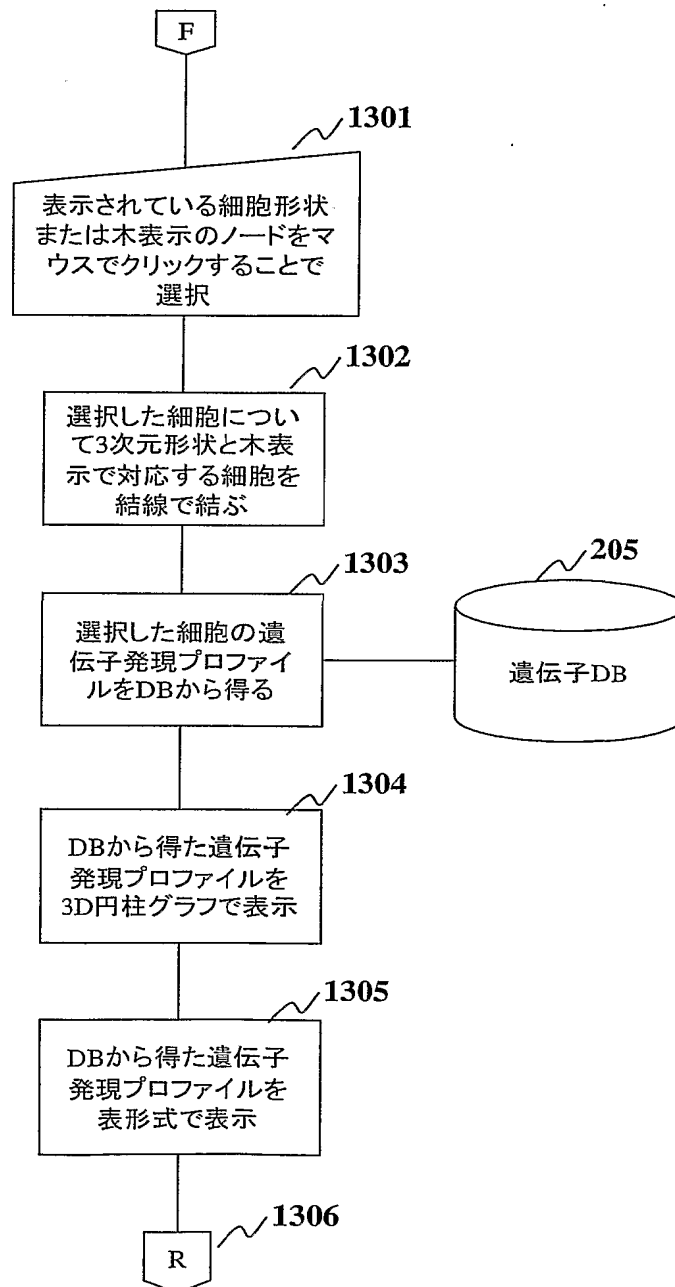 F
1301
表示されている細胞形状
または木表示のノードをマ
ウスでクリックすることで
選択
1302
選択した細胞につい
て3次元形状と木表
示で対応する細胞を
結線で結ぶ
1303
選択した細胞の遺
伝子発現プロファイ
ルをDBから得る
205
遺伝子DB
1304
DBから得た遺伝子
発現プロファイルを
3D円柱グラフで表示
1305
DBから得た遺伝子
発現プロファイルを
表形式で表示
1306
R